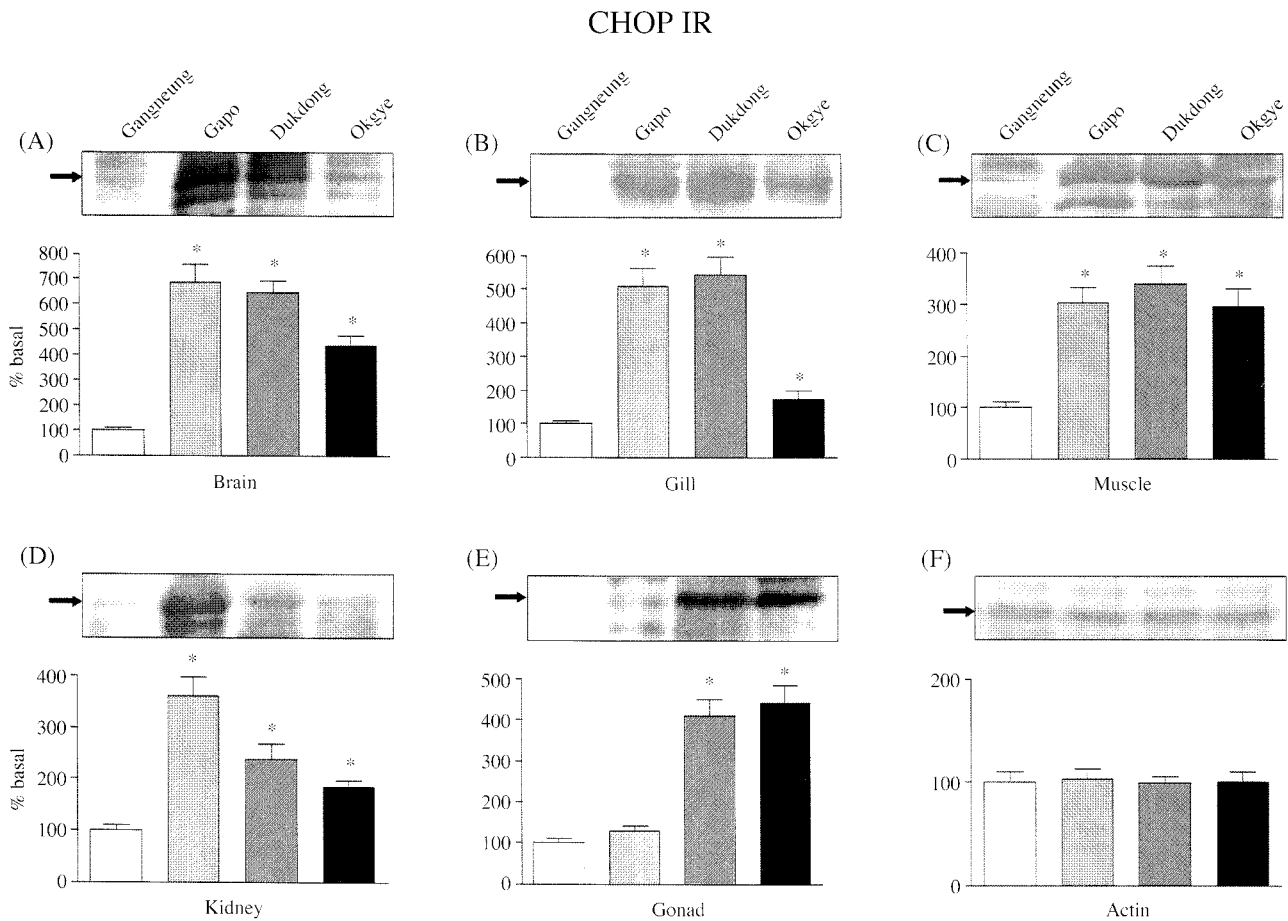 CHOP IR
(A)
Gangneung Gapo Dukdong Okgye
% basal
800
700
600
500
400
300
200
100
0
* * *
Brain
(B)
Gangneung Gapo Dukdong Okgye
600
500
400
300
200
100
0
* * *
Gill
(C)
Gangneung Gapo Dukdong Okgye
400
300
200
100
0
* * *
Muscle
(D)
% basal
400
300
200
100
0
* * *
Kidney
(E)
500
400
300
200
100
0
* *
Gonad
(F)
200
100
0
Actin